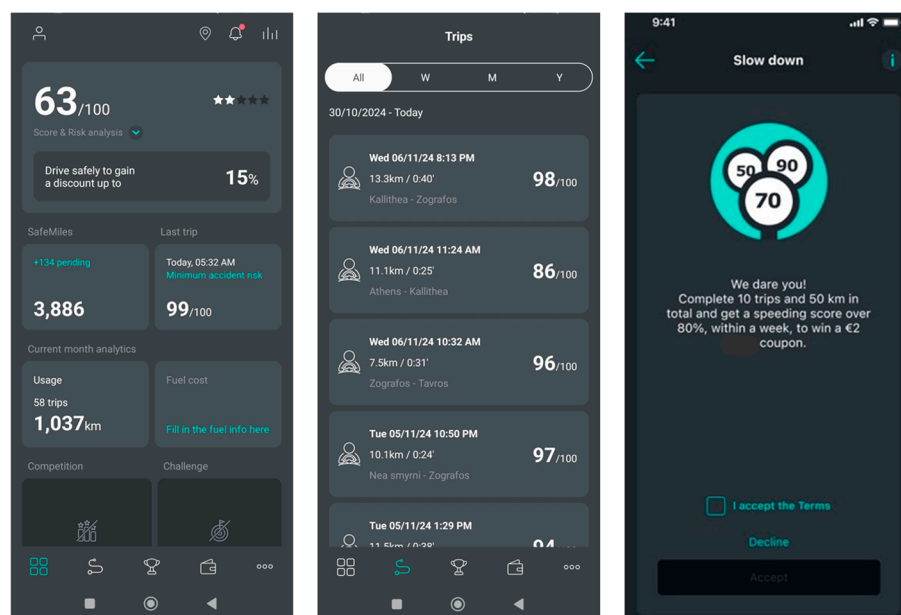 63/100
Score & Risk analysis
Drive safely to gain
a discount up to
15%
SafeMiles
+134 pending
3,886
Last trip
Today, 05:32 AM
Minimum accident risk
99/100
Current month analytics
Usage
58 trips
1,037km
Fuel cost
Fill in the fuel info here
Competition
Challenge
Trips
All W M Y
30/10/2024 - Today
Wed 06/11/24 8:13 PM
13.3km / 0:40'
Kallithea - Zografos
98/100
Wed 06/11/24 11:24 AM
11.1km / 0:25'
Athens - Kallithea
86/100
Wed 06/11/24 10:32 AM
7.5km / 0:31'
Zografos - Tavros
96/100
Tue 05/11/24 10:50 PM
10.1km / 0:24'
Nea smyrni - Zografos
97/100
Tue 05/11/24 1:29 PM
11.5km / 0:38'
94/100
9:41
Slow down
i
50 90
70
We dare you!
Complete 10 trips and 50 km in
total and get a speeding score over
80%, within a week, to win a €2
coupon.
I accept the Terms
Decline
Accept